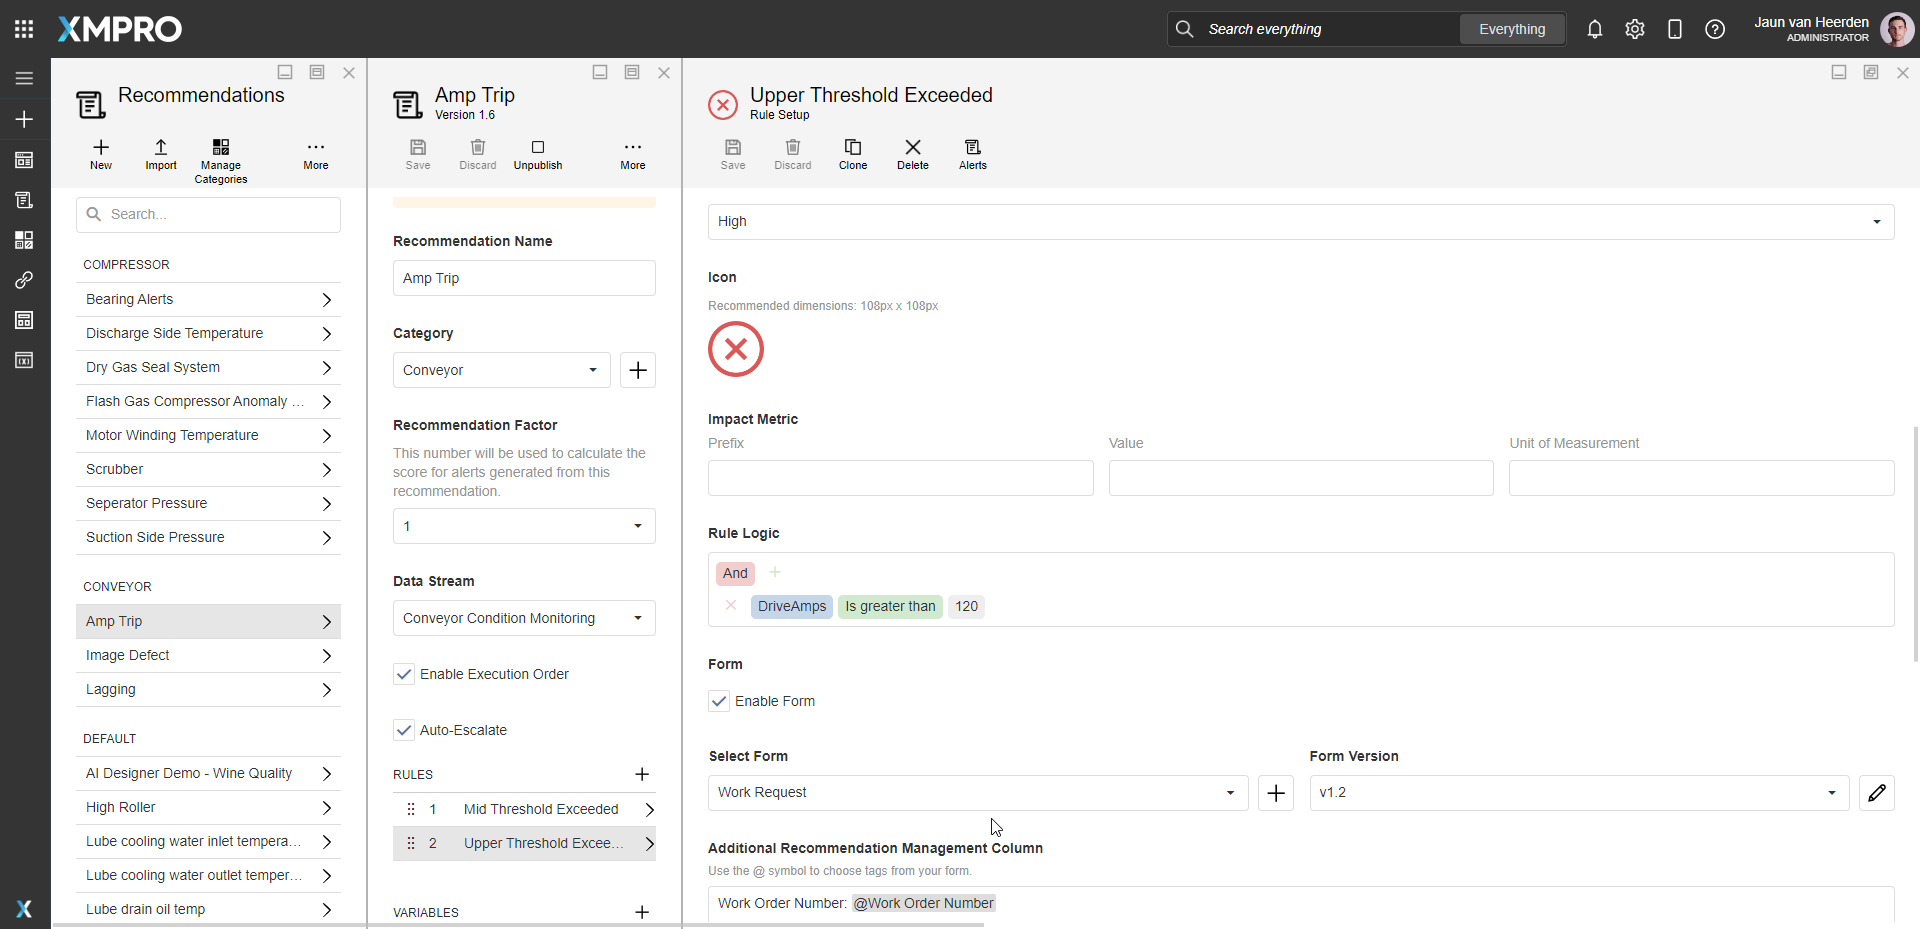 XMPRO
Search everything
Everything
Jaun van Heerden
ADMINISTRATOR
Recommendations
New
Import
Manage
Categories
More
Search...
COMPRESSOR
Bearing Alerts
Discharge Side Temperature
Dry Gas Seal System
Flash Gas Compressor Anomaly ...
Motor Winding Temperature
Scrubber
Seperator Pressure
Suction Side Pressure
CONVEYOR
Amp Trip
Image Defect
Lagging
DEFAULT
AI Designer Demo - Wine Quality
High Roller
Lube cooling water inlet tempera...
Lube cooling water outlet temper...
Lube drain oil temp
Amp Trip
Version 1.6
Save
Discard
Unpublish
More
Recommendation Name
Amp Trip
Category
Conveyor
Recommendation Factor
This number will be used to calculate the
score for alerts generated from this
recommendation.
1
Data Stream
Conveyor Condition Monitoring
Enable Execution Order
Auto-Escalate
RULES
1 Mid Threshold Exceeded
2 Upper Threshold Excee...
VARIABLES
Upper Threshold Exceeded
Rule Setup
Save
Discard
Clone
Delete
Alerts
High
Icon
Recommended dimensions: 108px x 108px
Impact Metric
Prefix
Value
Unit of Measurement
Rule Logic
And
DriveAmps Is greater than 120
Form
Enable Form
Select Form
Work Request
Form Version
v1.2
Additional Recommendation Management Column
Use the @ symbol to choose tags from your form.
Work Order Number: @Work Order Number